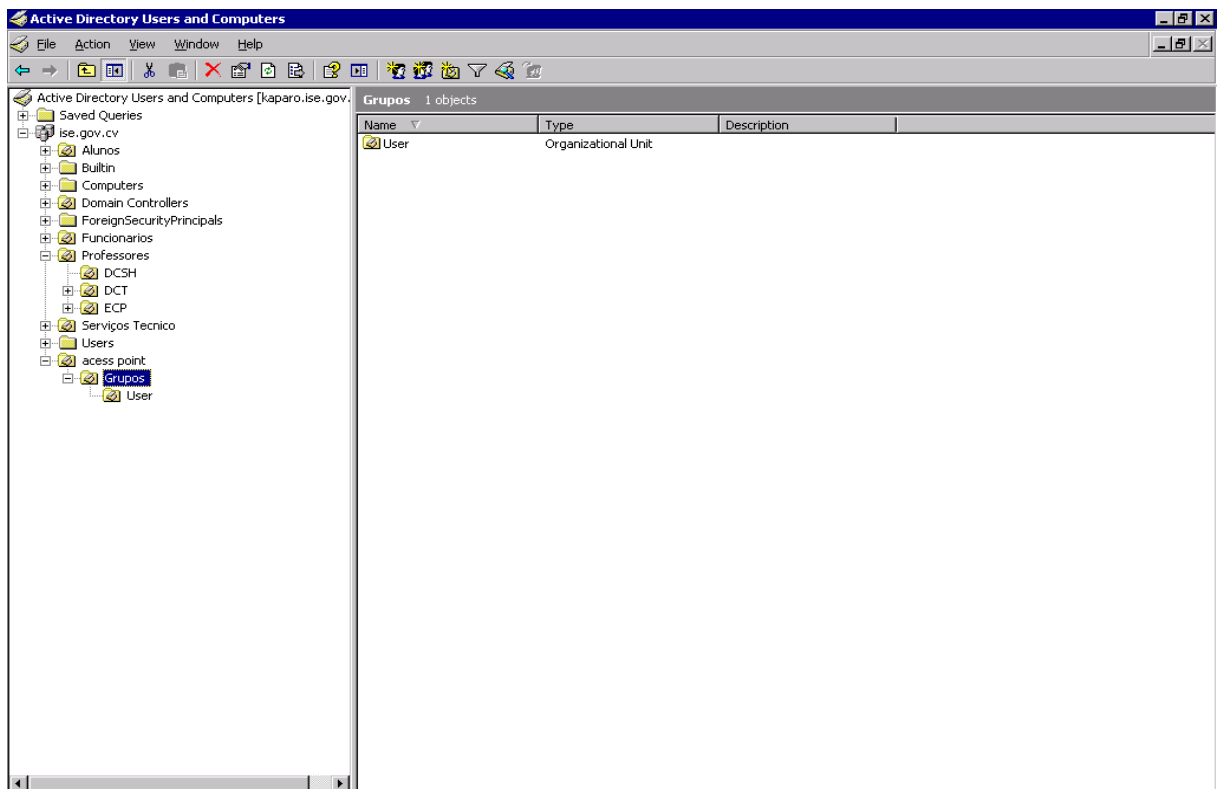 Active Directory Users and Computers
File Action View Window Help
Active Directory Users and Computers [kaparo.ise.gov.
Saved Queries
ise.gov.cv
Alunos
Builtin
Computers
Domain Controllers
ForeignSecurityPrincipals
Funcionarios
Professores
DCSH
DCT
ECP
Serviços Tecnico
Users
acess point
Grupos
User
Grupos 1 objects
Name Type Description
User Organizational Unit